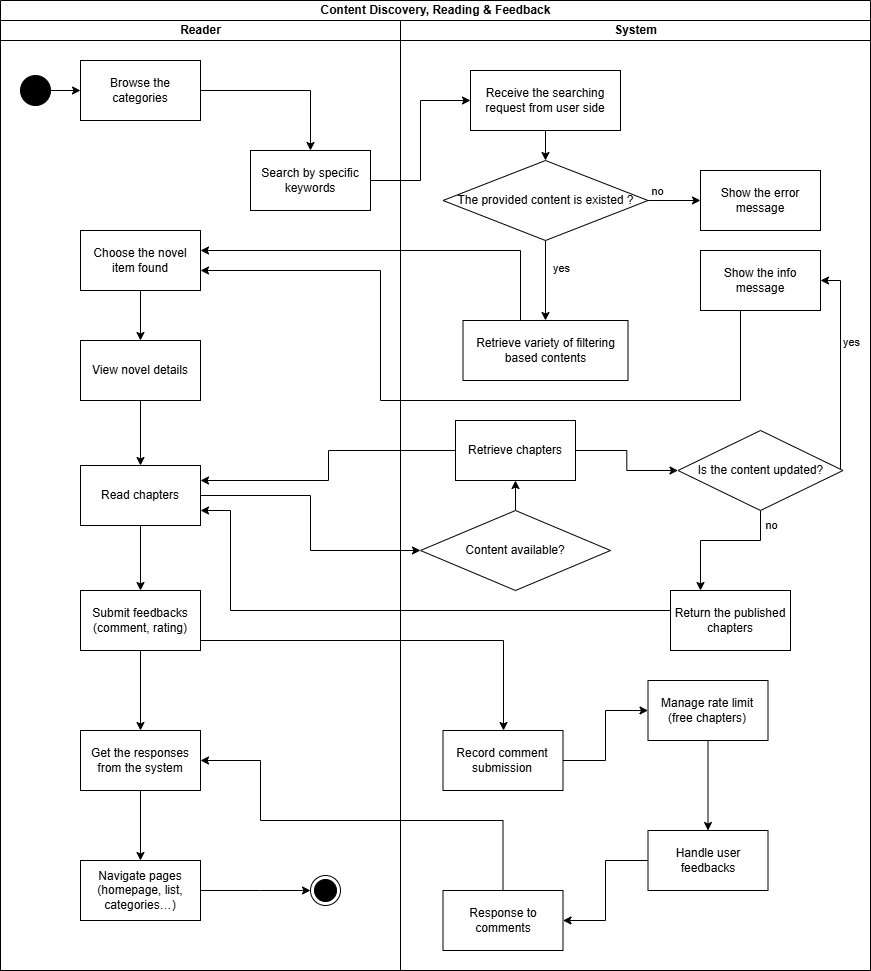 Content Discovery, Reading & Feedback
Reader
System
Browse the
categories
Receive the searching
request from user side
Search by specific
keywords
The provided content is existed ?
no
Show the error
message
Choose the novel
item found
yes
Show the info
message
Retrieve variety of filtering
based contents
yes
View novel details
Retrieve chapters
Is the content updated?
Read chapters
no
Content available?
Submit feedbacks
(comment, rating)
Return the published
chapters
Manage rate limit
(free chapters)
Get the responses
from the system
Record comment
submission
Handle user
feedbacks
Navigate pages
(homepage, list,
categories...)
Response to
comments